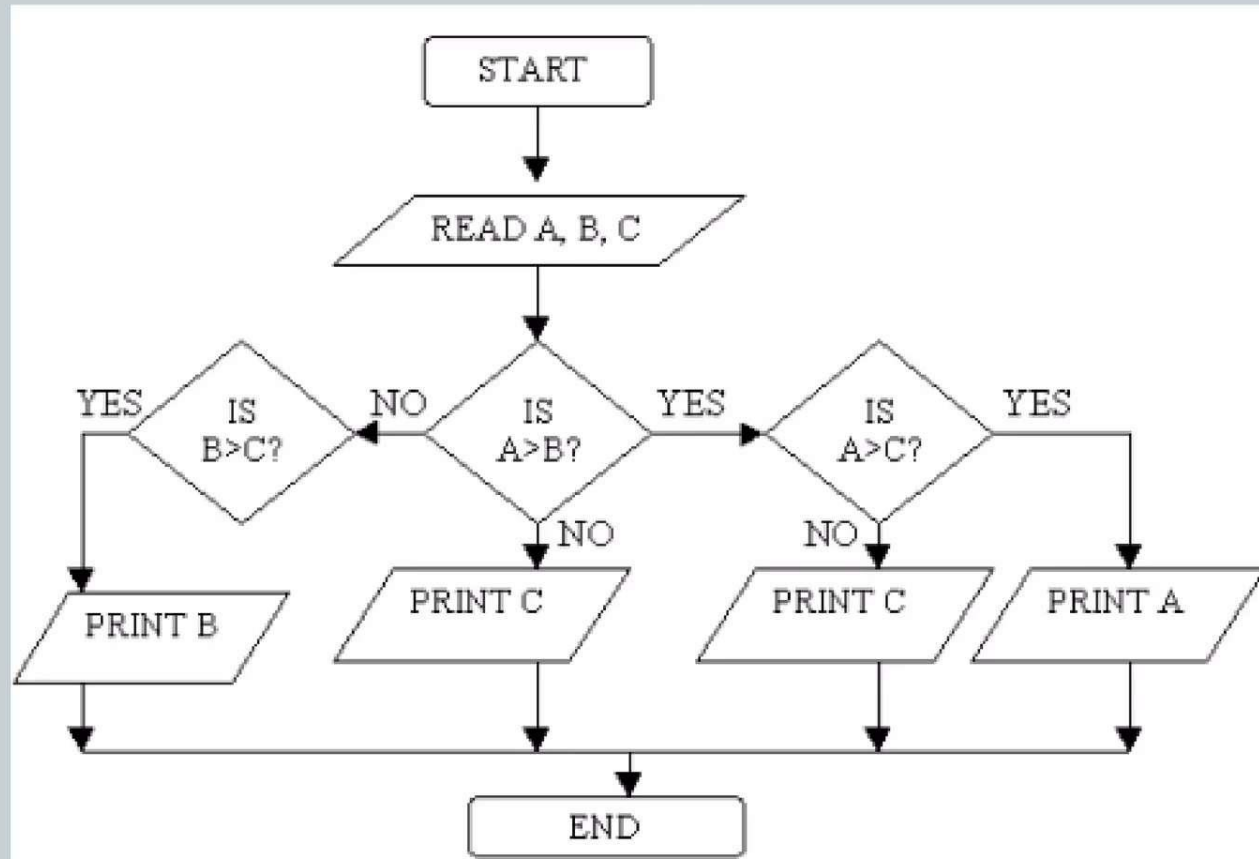 START
READ A, B, C
YES
IS
B>C?
NO
IS
A>B?
YES
IS
A>C?
YES
NO
NO
PRINT B
PRINT C
PRINT C
PRINT A
END